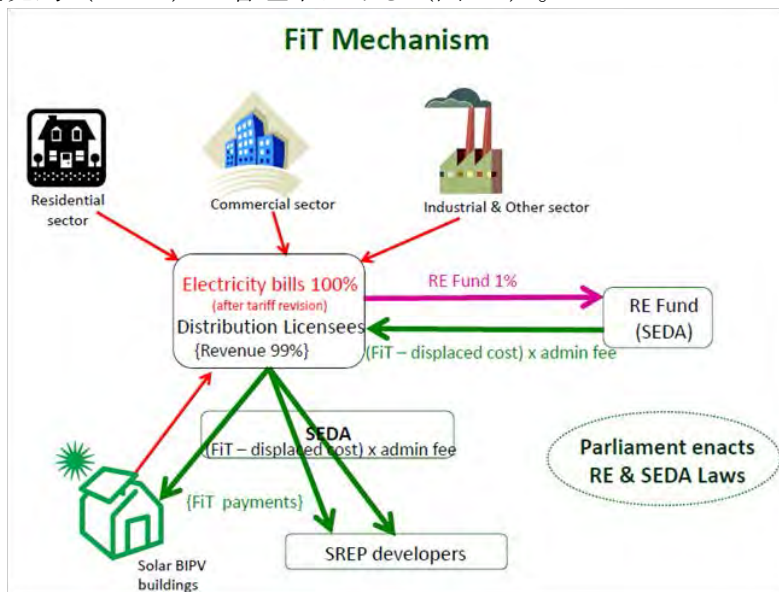 FiT Mechanism
Residential
sector
Commercial sector
Industrial & Other sector
Electricity bills 100%
(after tariff revision)
Distribution Licensees
{Revenue 99%}
RE Fund 1%
RE Fund
(SEDA)
(FiT – displaced cost) x admin fee
SEDA
(FiT – displaced cost) x admin fee
{FiT payments}
Parliament enacts
RE & SEDA Laws
Solar BIPV
buildings
SREP developers